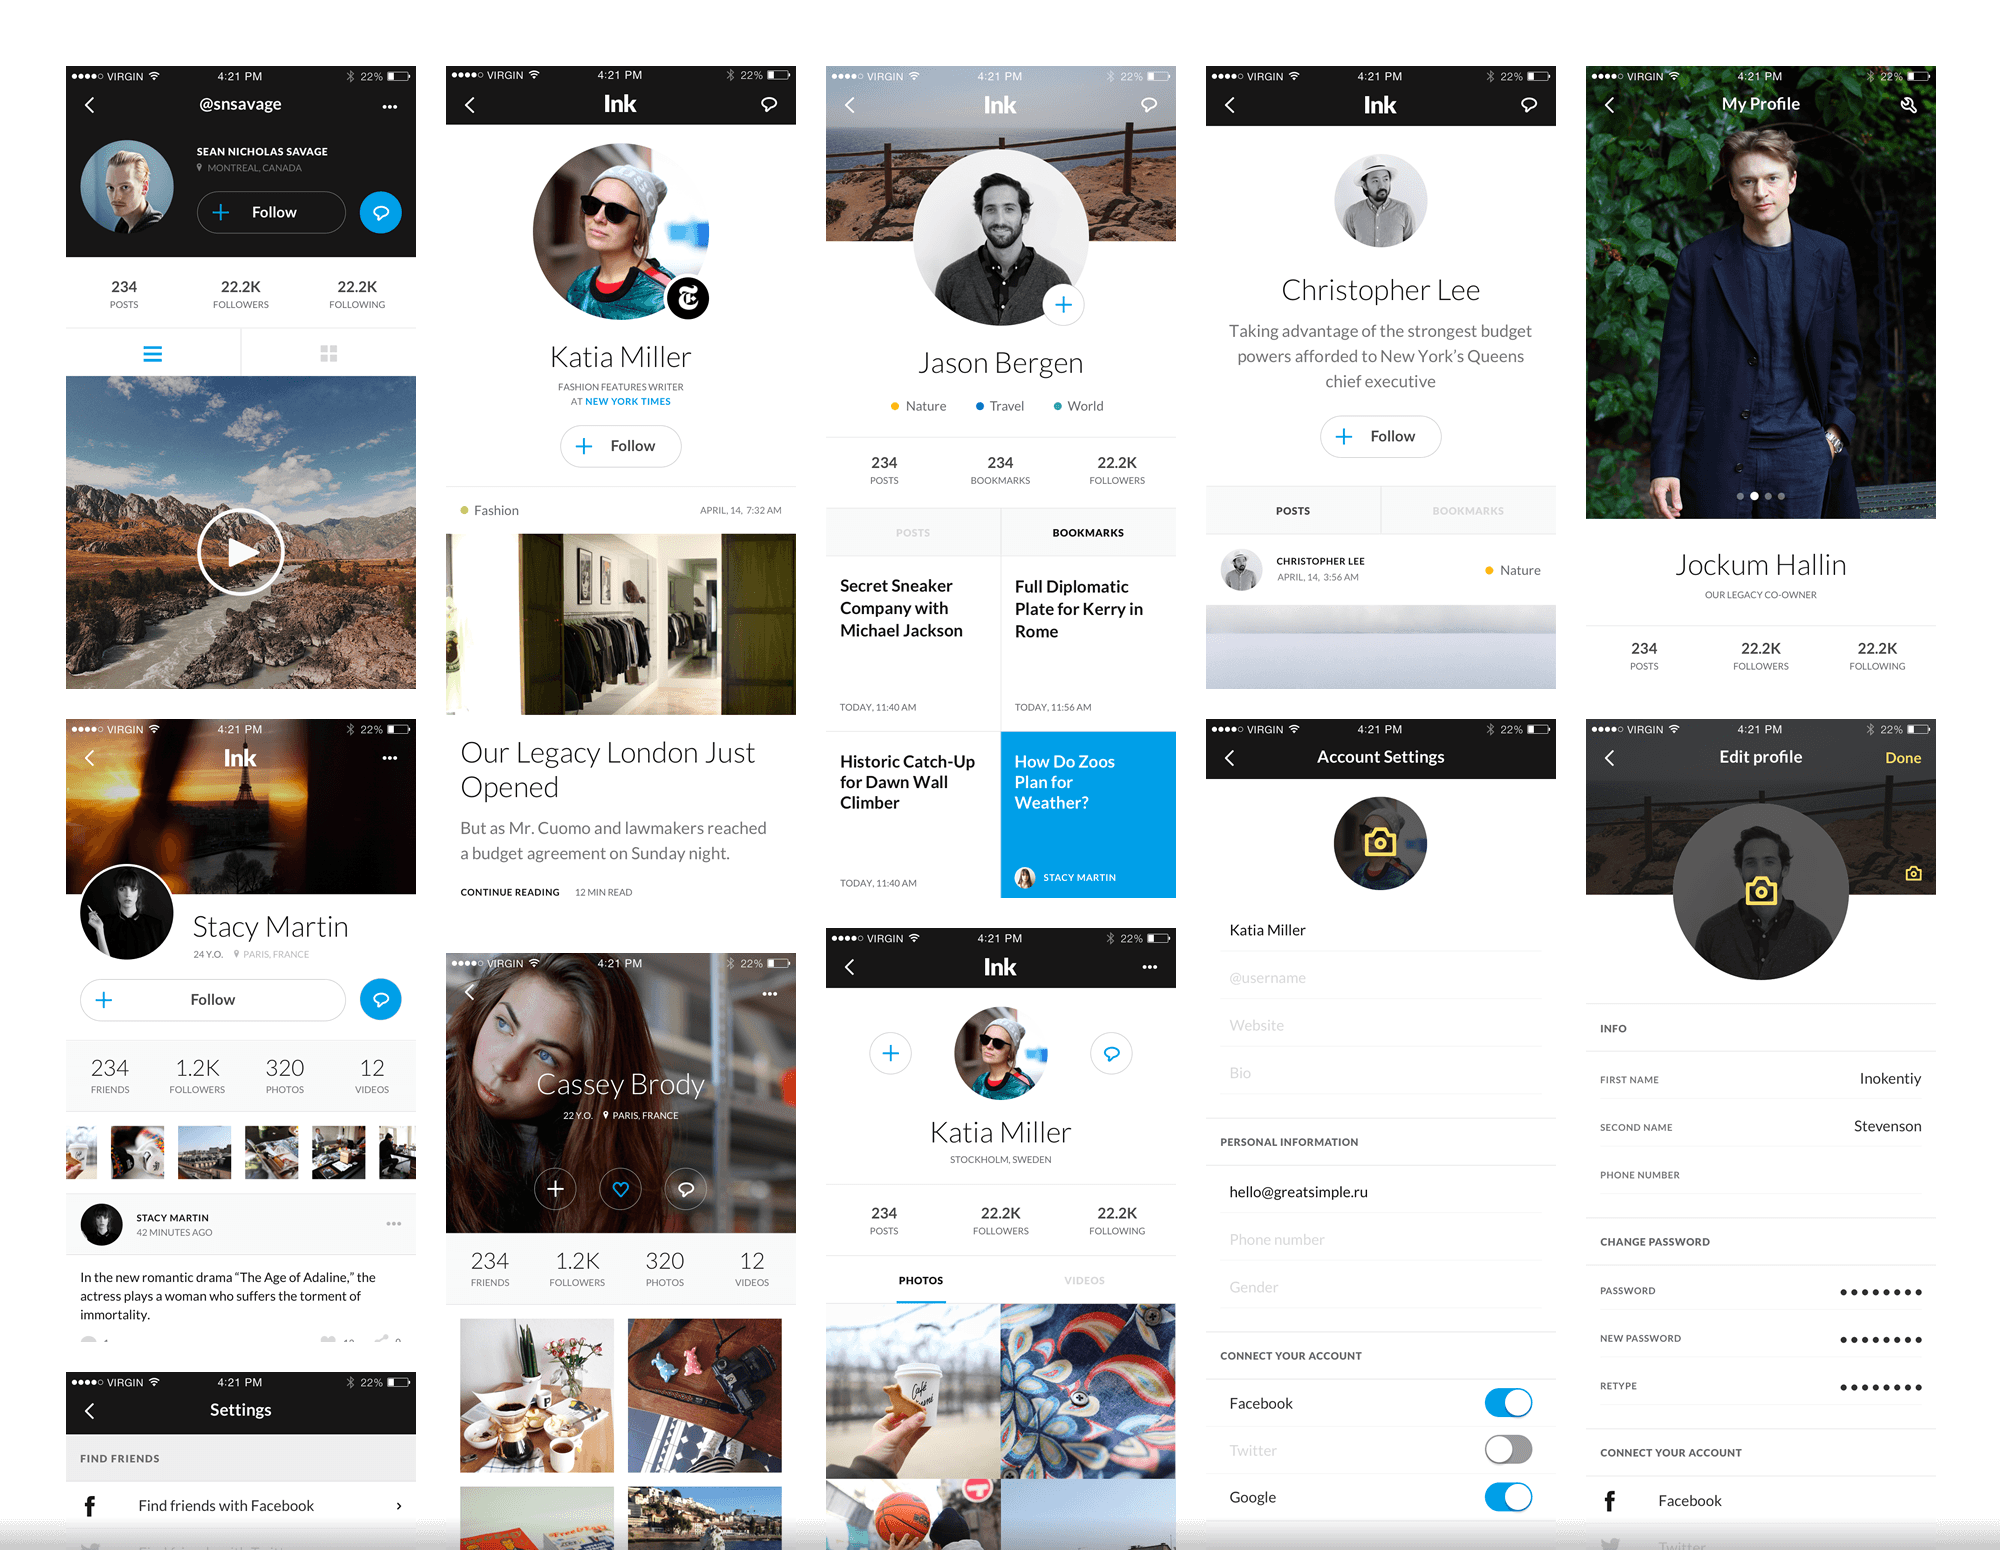 VIRGIN 4:21 PM 22%
@snsavage
SEAN NICHOLAS SAVAGE
MONTREAL, CANADA
Follow
234 22.2K 22.2K
POSTS FOLLOWERS FOLLOWING
VIRGIN 4:21 PM 22%
Ink
Stacy Martin
24 Y.O. PARIS, FRANCE
Follow
234 1.2K 320 12
FRIENDS FOLLOWERS PHOTOS VIDEOS
STACY MARTIN
42 MINUTES AGO
In the new romantic drama “The Age of Adaline,” the
actress plays a woman who suffers the torment of
immortality.
VIRGIN 4:21 PM 22%
Settings
FIND FRIENDS
Find friends with Facebook
VIRGIN 4:21 PM 22%
Ink
Katia Miller
FASHION FEATURES WRITER
AT NEW YORK TIMES
Follow
Fashion APRIL, 14, 7:32 AM
Our Legacy London Just
Opened
But as Mr. Cuomo and lawmakers reached
a budget agreement on Sunday night.
CONTINUE READING 12 MIN READ
VIRGIN 4:21 PM 22%
Cassey Brody
22 Y.O. PARIS, FRANCE
234 1.2K 320 12
FRIENDS FOLLOWERS PHOTOS VIDEOS
VIRGIN 4:21 PM 22%
Ink
Jason Bergen
Nature Travel World
234 234 22.2K
POSTS BOOKMARKS FOLLOWERS
POSTS BOOKMARKS
Secret Sneaker
Company with
Michael Jackson
TODAY, 11:40 AM
Full Diplomatic
Plate for Kerry in
Rome
TODAY, 11:56 AM
Historic Catch-Up
for Dawn Wall
Climber
TODAY, 11:40 AM
How Do Zoos
Plan for
Weather?
STACY MARTIN
VIRGIN 4:21 PM 22%
Ink
Katia Miller
STOCKHOLM, SWEDEN
234 22.2K 22.2K
POSTS FOLLOWERS FOLLOWING
PHOTOS VIDEOS
Café
VIRGIN 4:21 PM 22%
Ink
Christopher Lee
Taking advantage of the strongest budget
powers afforded to New York’s Queens
chief executive
Follow
POSTS BOOKMARKS
CHRISTOPHER LEE
APRIL, 14, 3:56 AM
Nature
VIRGIN 4:21 PM 22%
Account Settings
Katia Miller
@username
Website
Bio
PERSONAL INFORMATION
hello@greatsimple.ru
Phone number
Gender
CONNECT YOUR ACCOUNT
Facebook
Twitter
Google
VIRGIN 4:21 PM 22%
My Profile
Jockum Hallin
OUR LEGACY CO-OWNER
234 22.2K 22.2K
POSTS FOLLOWERS FOLLOWING
VIRGIN 4:21 PM 22%
Edit profile Done
INFO
FIRST NAME Inokentiy
SECOND NAME Stevenson
PHONE NUMBER
CHANGE PASSWORD
PASSWORD
NEW PASSWORD
RETYPE
CONNECT YOUR ACCOUNT
Facebook
Twitter